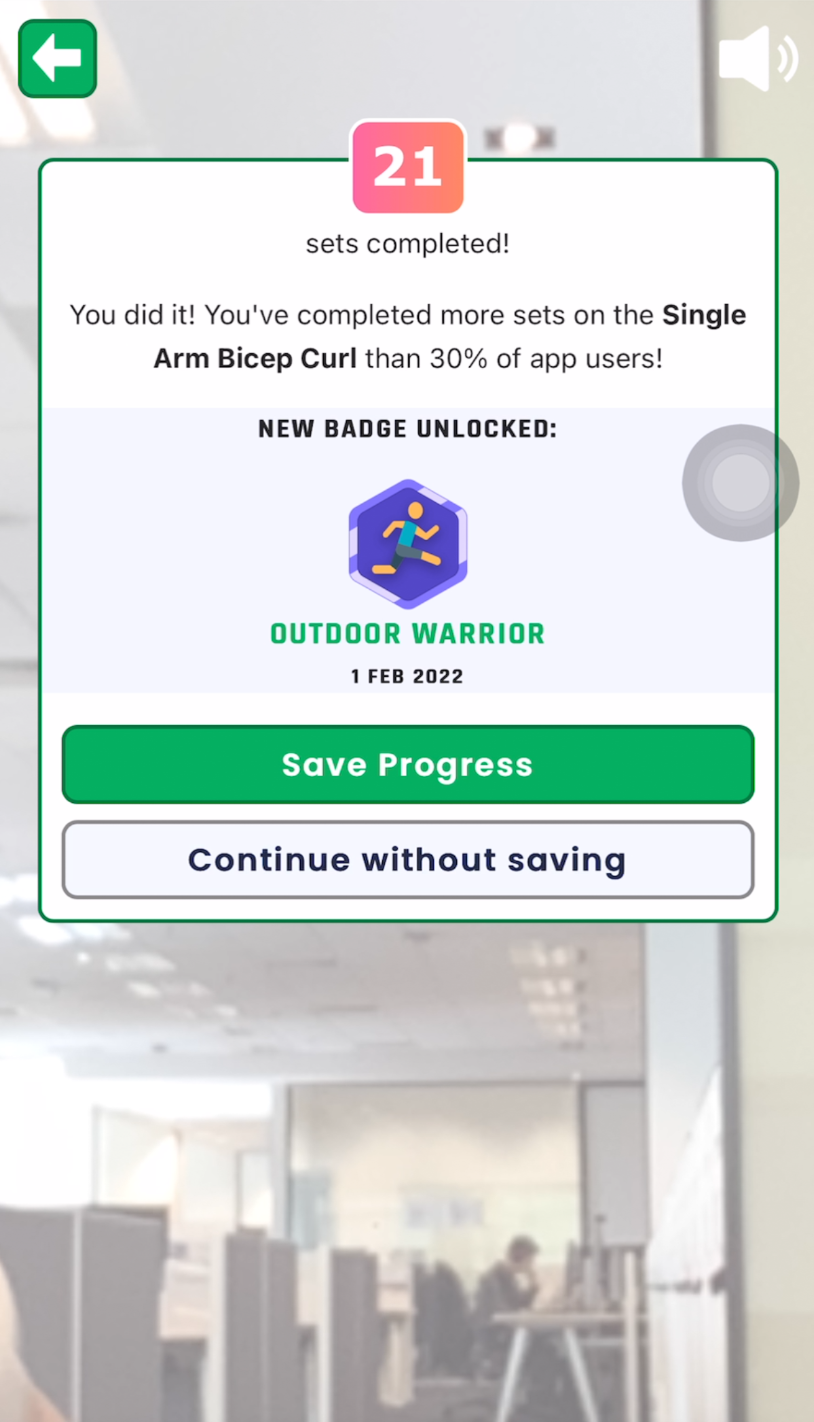 21
sets completed!
You did it! You've completed more sets on the Single
Arm Bicep Curl than 30% of app users!
NEW BADGE UNLOCKED:
OUTDOOR WARRIOR
1 FEB 2022
Save Progress
Continue without saving